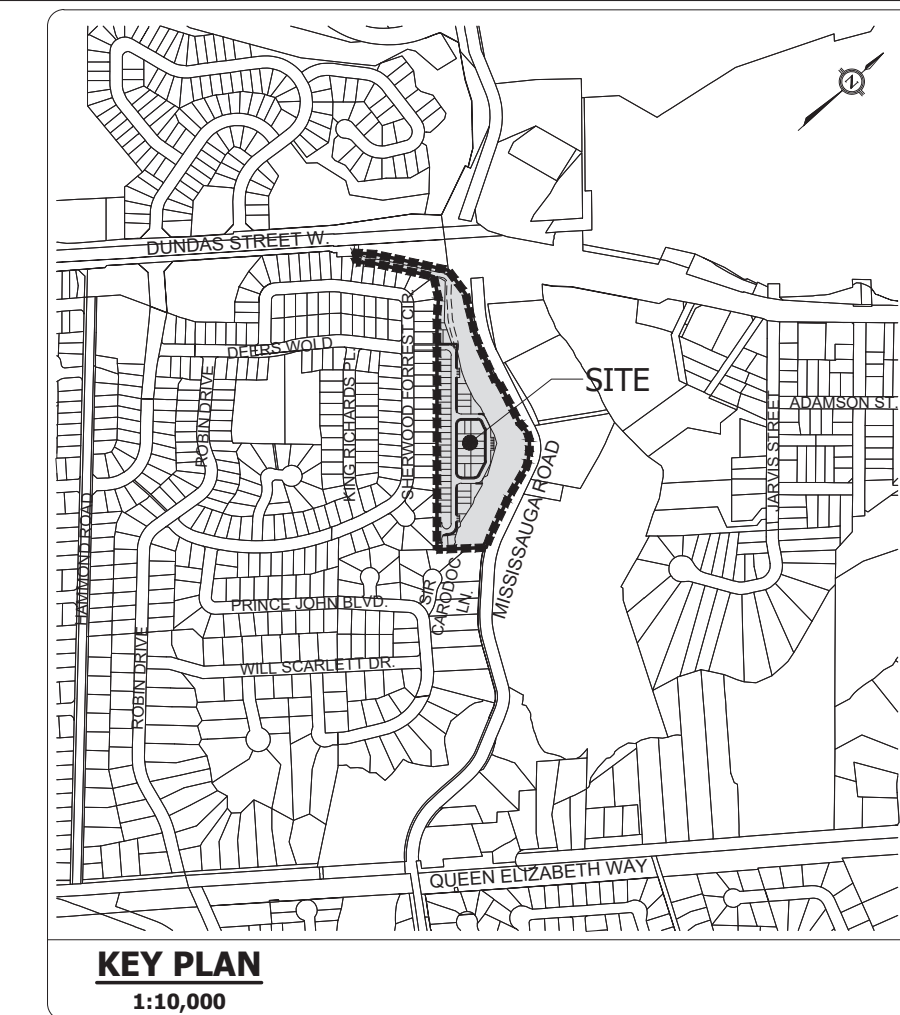 N
DUNDAS STREET W.
DEERS WOLD
ROBIN DRIVE
KING RICHARDS PL.
SHERWOOD FOREST CIR.
SITE
ADAMSON ST.
JARVIS STREET
HAMMOND ROAD
MISSISSAUGA ROAD
SIR
CARODOC
LN.
PRINCE JOHN BLVD.
WILL SCARLETT DR.
ROBIN DRIVE
QUEEN ELIZABETH WAY
KEY PLAN
1:10,000